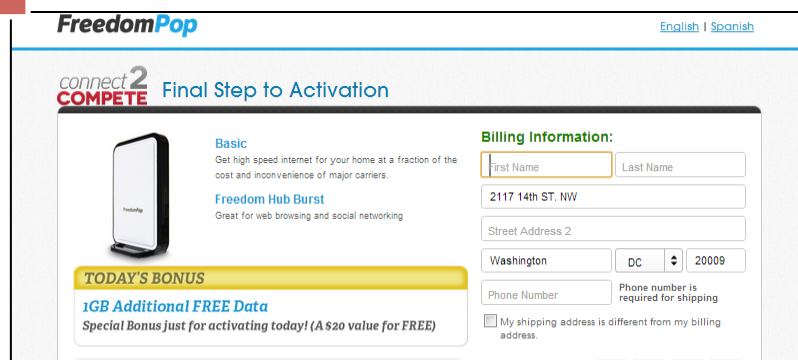 FreedomPop
English | Spanish
connect2
COMPETE
Final Step to Activation
Basic
Get high speed internet for your home at a fraction of the
cost and inconvenience of major carriers.
Freedom Hub Burst
Great for web browsing and social networking
FreedomPop
TODAY'S BONUS
1GB Additional FREE Data
Special Bonus just for activating today! (A $20 value for FREE)
Billing Information:
First Name
Last Name
2117 14th ST. NW
Street Address 2
Washington
DC
20009
Phone Number
Phone number is
required for shipping
My shipping address is different from my billing
address.